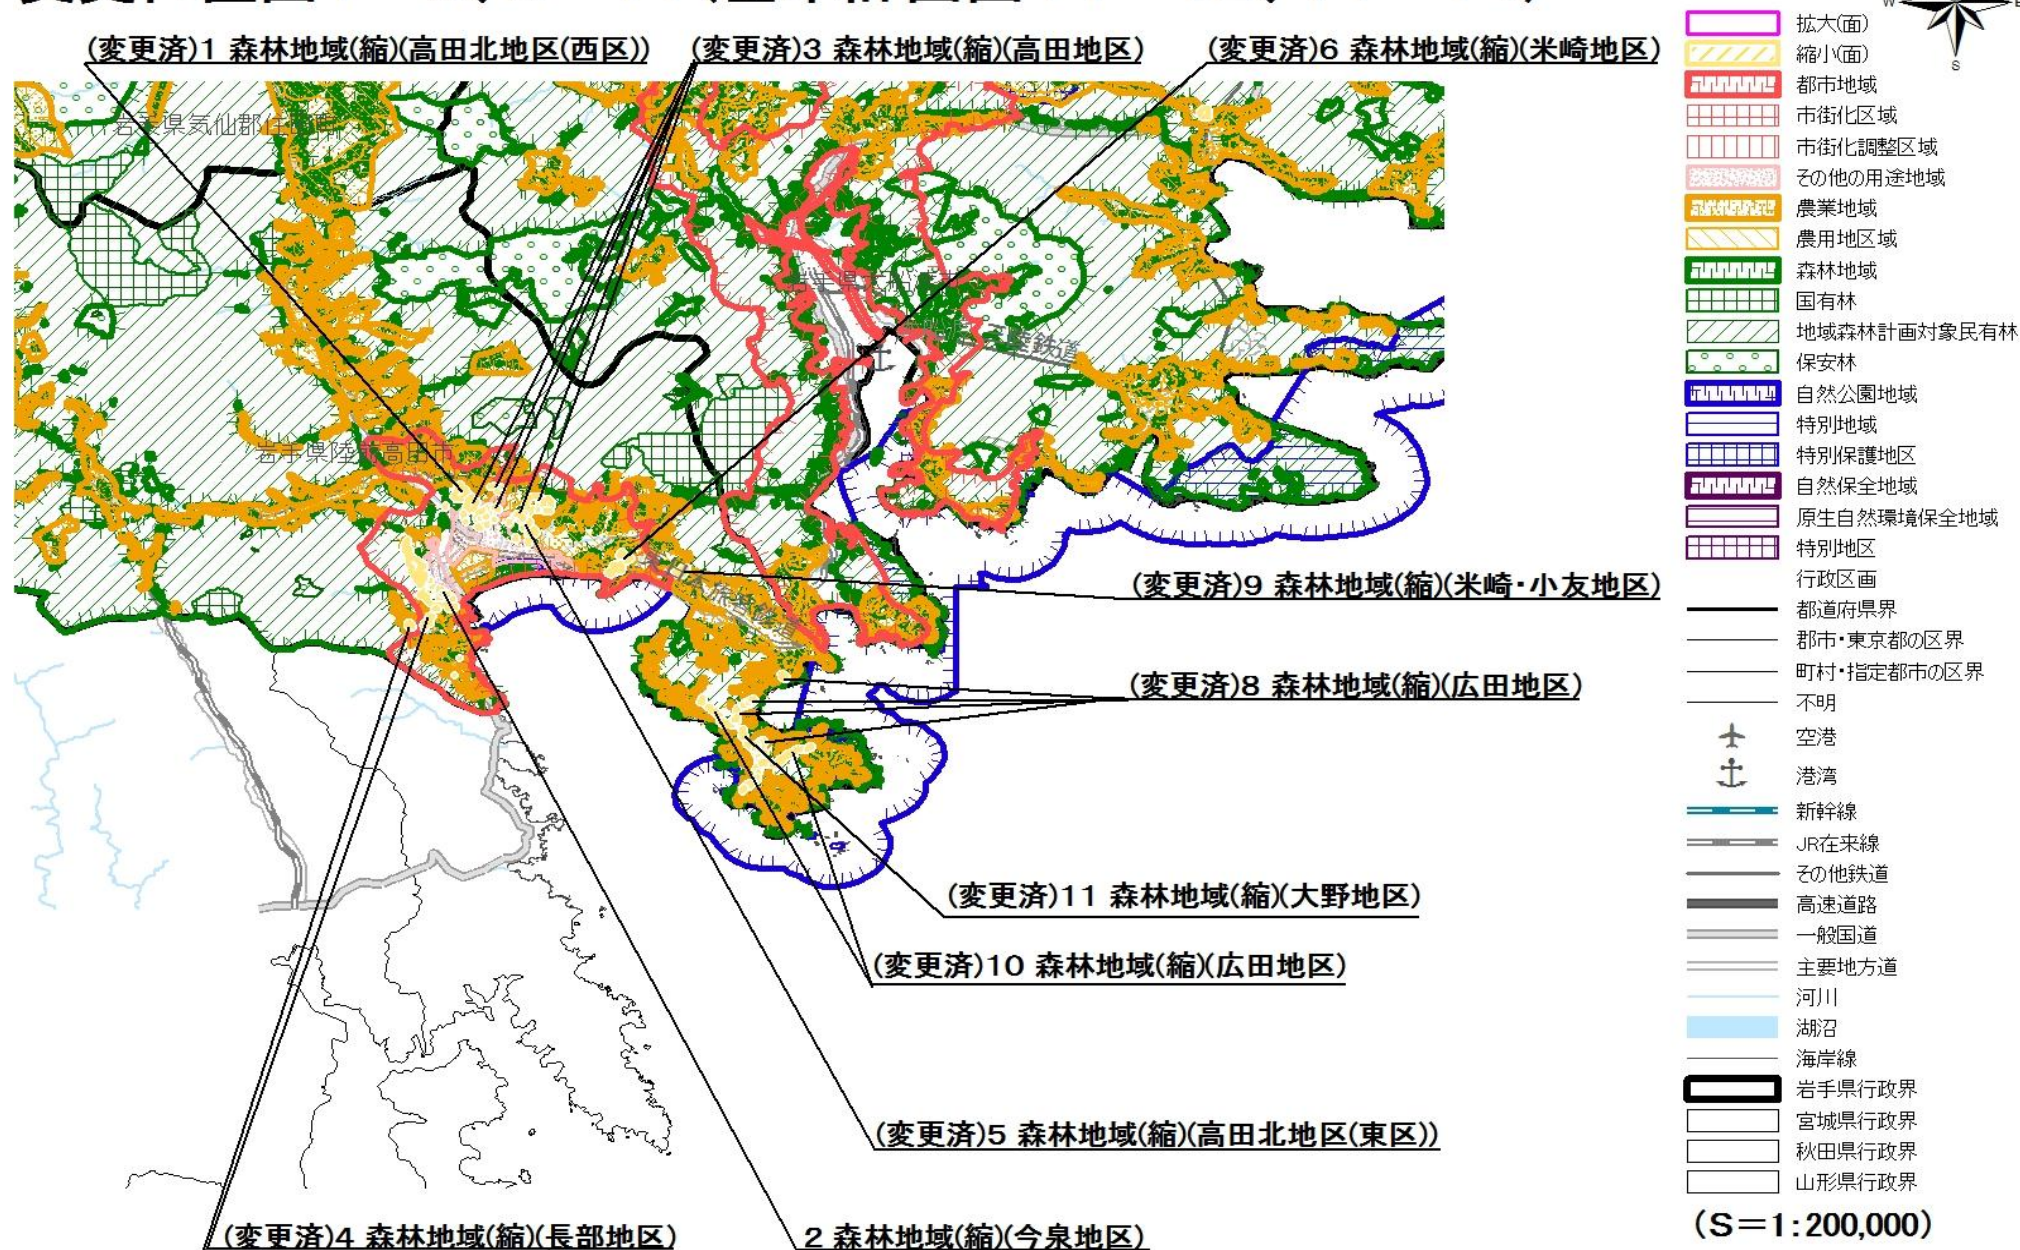 (変更済)1 森林地域(縮)(高田北地区(西区))
(変更済)3 森林地域(縮)(高田地区)
(変更済)6 森林地域(縮)(米崎地区)
(変更済)9 森林地域(縮)(米崎・小友地区)
(変更済)8 森林地域(縮)(広田地区)
(変更済)11 森林地域(縮)(大野地区)
(変更済)10 森林地域(縮)(広田地区)
(変更済)5 森林地域(縮)(高田北地区(東区))
(変更済)4 森林地域(縮)(長部地区)
2 森林地域(縮)(今泉地区)
W
E
S
拡大(面)
縮小(面)
都市地域
市街化区域
市街化調整区域
その他の用途地域
農業地域
農用地区域
森林地域
国有林
地域森林計画対象民有林
保安林
自然公園地域
特別地域
特別保護地区
自然保全地域
原生自然環境保全地域
特別地区
行政区画
都道府県界
郡市・東京都の区界
町村・指定都市の区界
不明
空港
港湾
新幹線
JR在来線
その他鉄道
高速道路
一般国道
主要地方道
河川
湖沼
海岸線
岩手県行政界
宮城県行政界
秋田県行政界
山形県行政界
(S＝1:200,000)